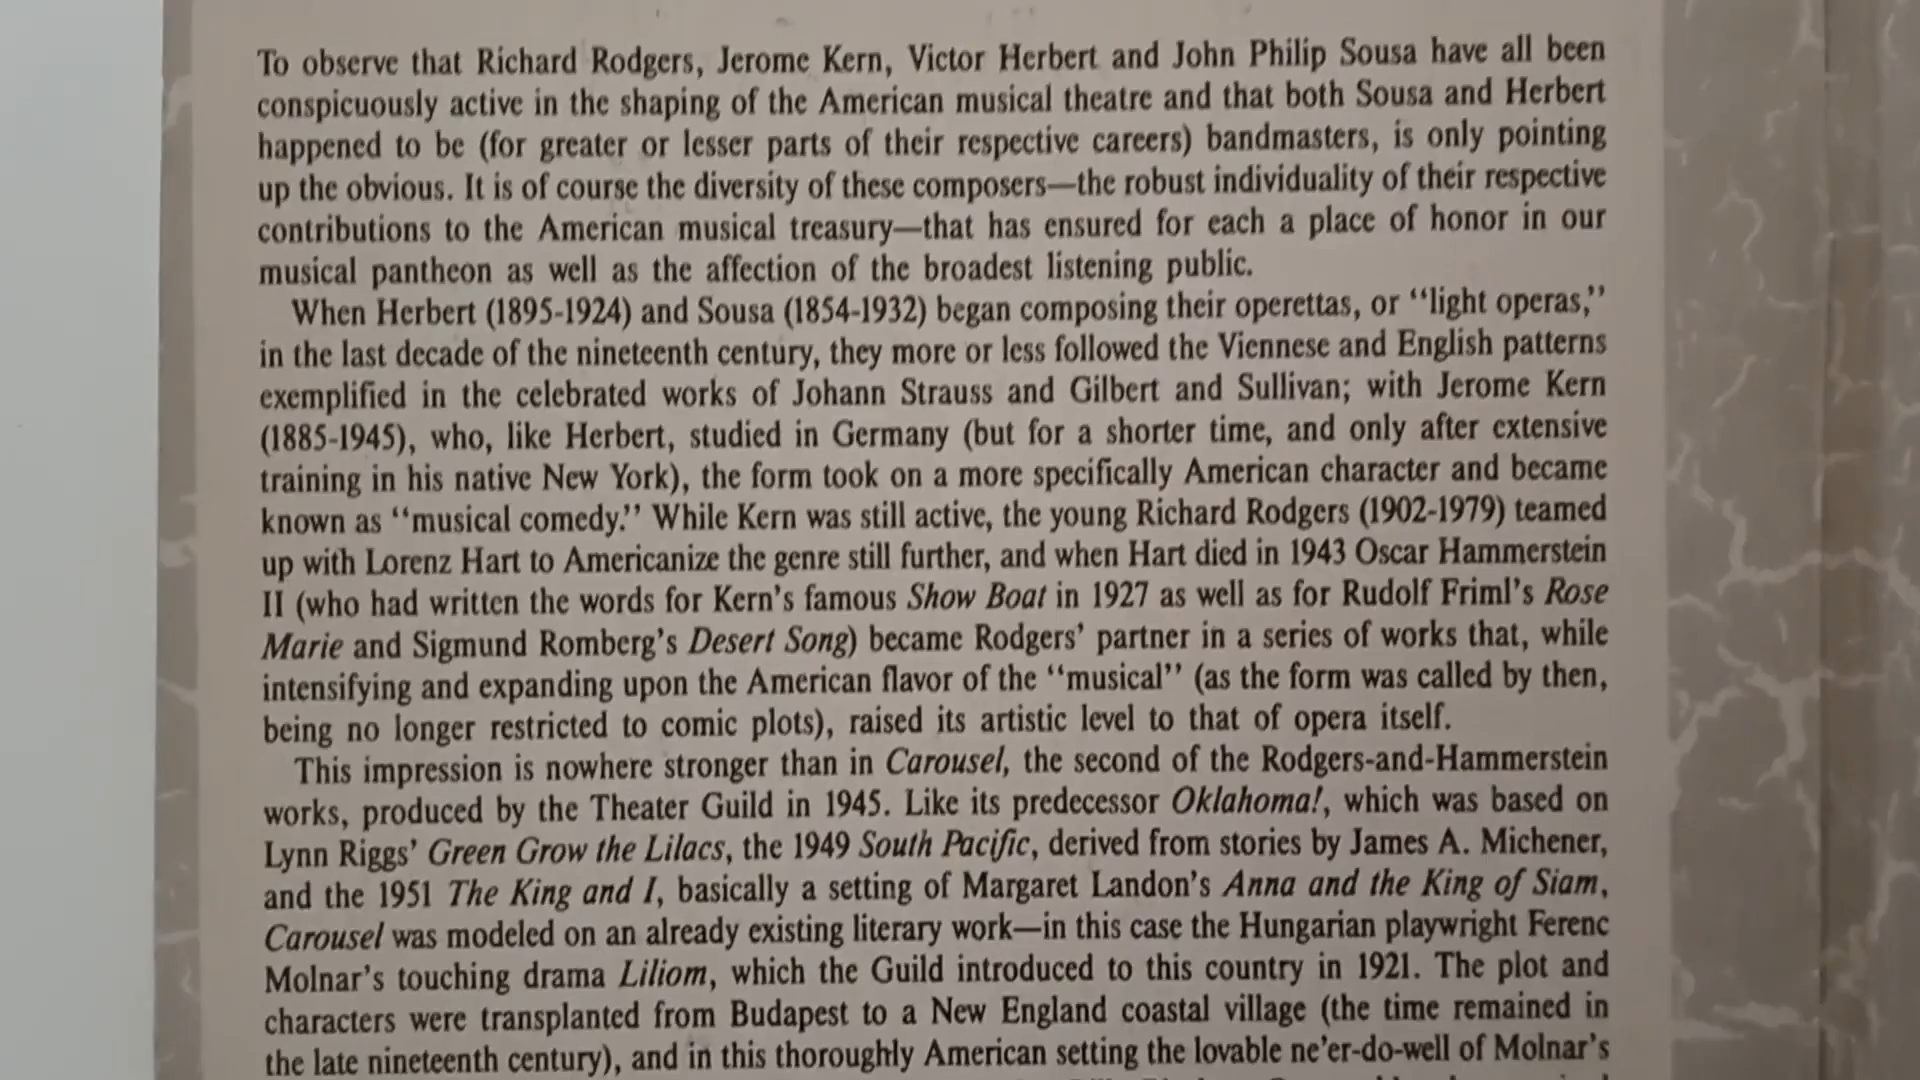 To observe that Richard Rodgers, Jerome Kern, Victor Herbert and John Philip Sousa have all been
conspicuously active in the shaping of the American musical theatre and that both Sousa and Herbert
happened to be (for greater or lesser parts of their respective careers) bandmasters, is only pointing
up the obvious. It is of course the diversity of these composers—the robust individuality of their respective
contributions to the American musical treasury—that has ensured for each a place of honor in our
musical pantheon as well as the affection of the broadest listening public.
When Herbert (1895-1924) and Sousa (1854-1932) began composing their operettas, or “light operas,”
in the last decade of the nineteenth century, they more or less followed the Viennese and English patterns
exemplified in the celebrated works of Johann Strauss and Gilbert and Sullivan; with Jerome Kern
(1885-1945), who, like Herbert, studied in Germany (but for a shorter time, and only after extensive
training in his native New York), the form took on a more specifically American character and became
known as “musical comedy.” While Kern was still active, the young Richard Rodgers (1902-1979) teamed
up with Lorenz Hart to Americanize the genre still further, and when Hart died in 1943 Oscar Hammerstein
II (who had written the words for Kern’s famous Show Boat in 1927 as well as for Rudolf Friml’s Rose
Marie and Sigmund Romberg’s Desert Song) became Rodgers’ partner in a series of works that, while
intensifying and expanding upon the American flavor of the “musical” (as the form was called by then,
being no longer restricted to comic plots), raised its artistic level to that of opera itself.
This impression is nowhere stronger than in Carousel, the second of the Rodgers-and-Hammerstein
works, produced by the Theater Guild in 1945. Like its predecessor Oklahoma!, which was based on
Lynn Riggs’ Green Grow the Lilacs, the 1949 South Pacific, derived from stories by James A. Michener,
and the 1951 The King and I, basically a setting of Margaret Landon’s Anna and the King of Siam,
Carousel was modeled on an already existing literary work—in this case the Hungarian playwright Ferenc
Molnar’s touching drama Liliom, which the Guild introduced to this country in 1921. The plot and
characters were transplanted from Budapest to a New England coastal village (the time remained in
the late nineteenth century), and in this thoroughly American setting the lovable ne’er-do-well of Molnar’s